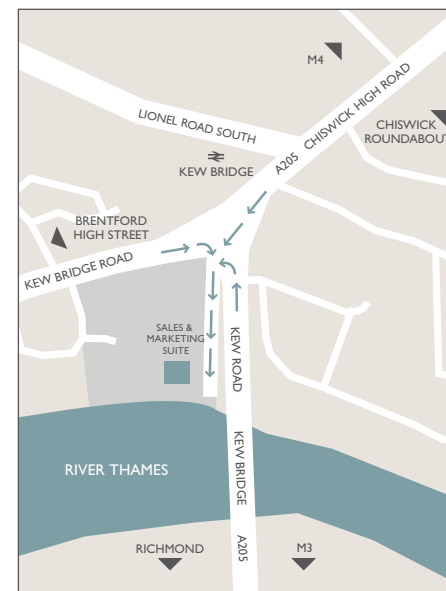 M4
A205 CHISWICK HIGH ROAD
LIONEL ROAD SOUTH
CHISWICK
ROUNDABOUT
KEW BRIDGE
BRENTFORD
HIGH STREET
KEW BRIDGE ROAD
SALES &
MARKETING
SUITE
KEW ROAD
KEW BRIDGE
A205
RIVER THAMES
RICHMOND
M3